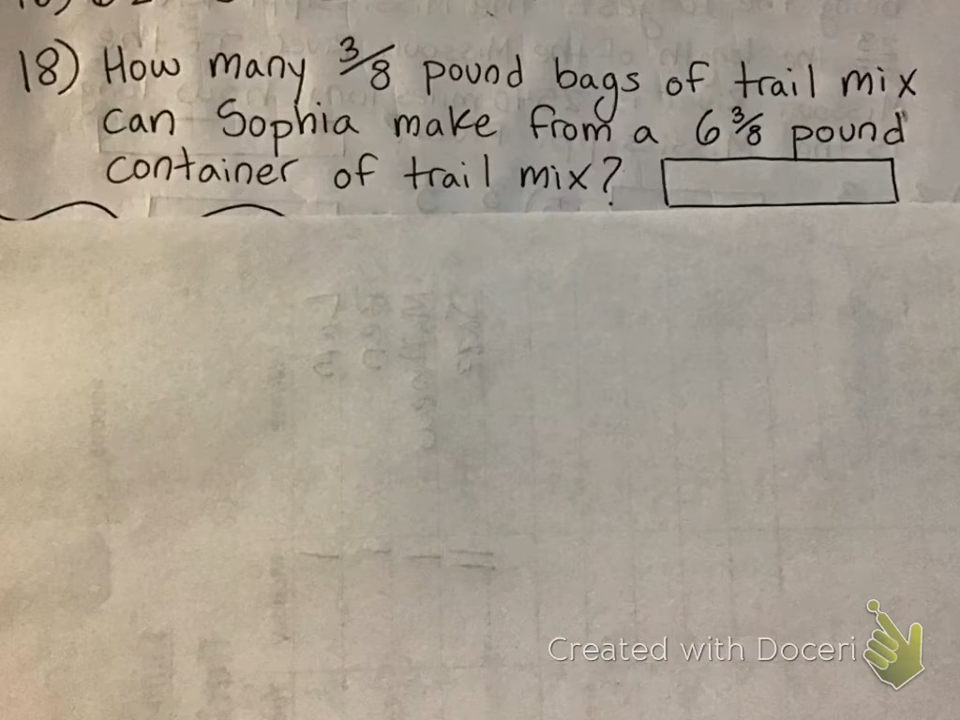 18) How many 3/8 pound bags of trail mix
can Sophia make from a 6 3/8 pound
container of trail mix?
Created with Doceri